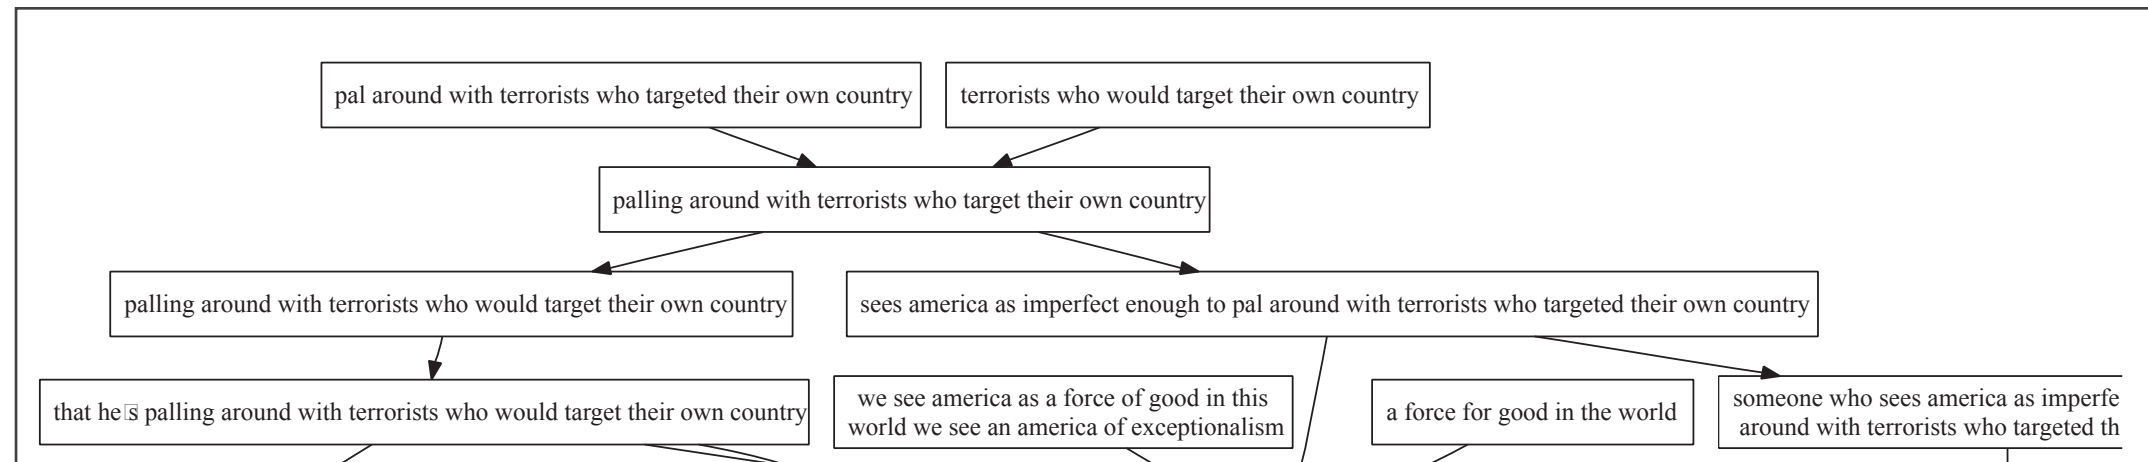 pal around with terrorists who targeted their own country
terrorists who would target their own country
palling around with terrorists who target their own country
palling around with terrorists who would target their own country
sees america as imperfect enough to pal around with terrorists who targeted their own country
that he□s palling around with terrorists who would target their own country
we see america as a force of good in this
world we see an america of exceptionalism
a force for good in the world
someone who sees america as imperfe
around with terrorists who targeted th